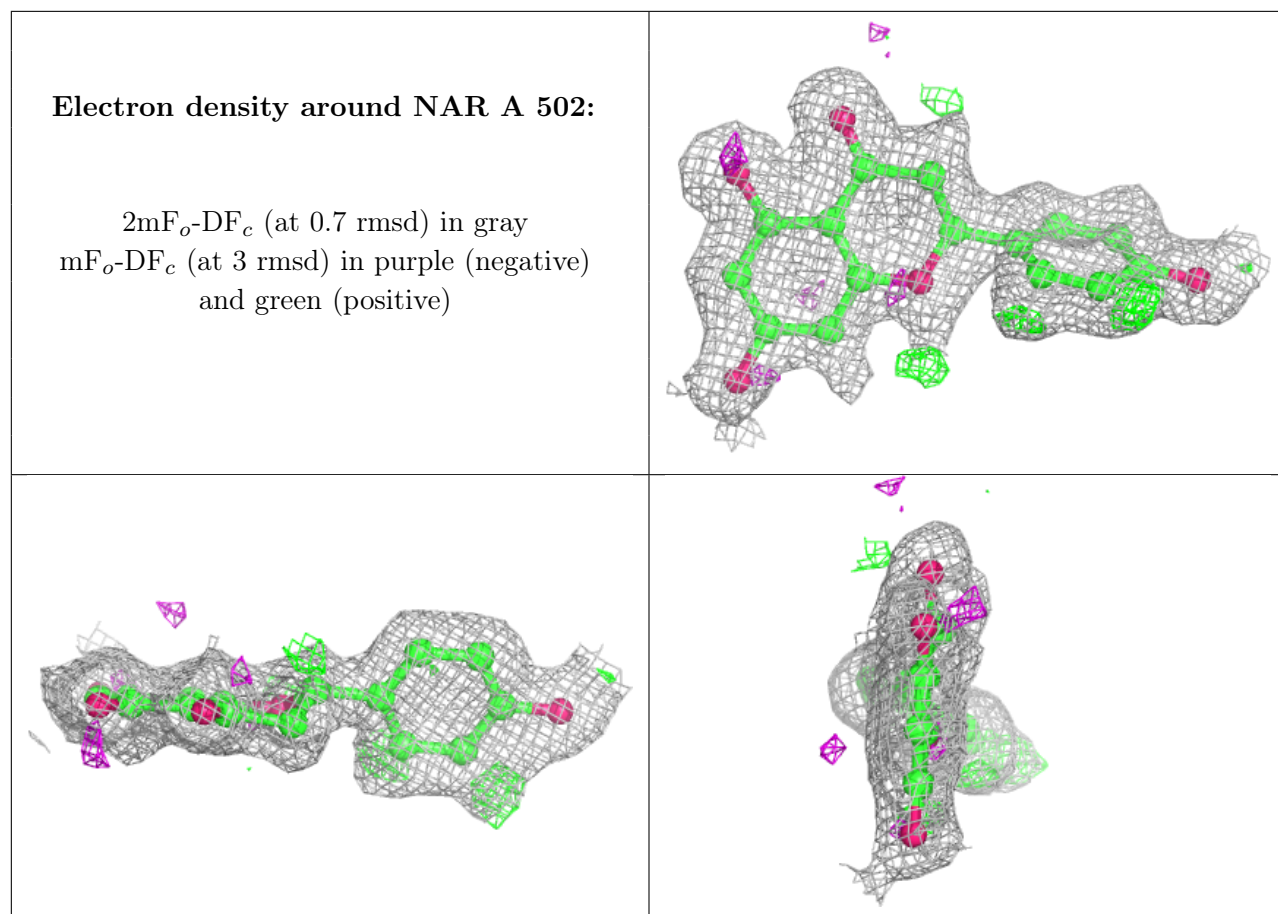 Electron density around NAR A 502:
2mFo-DFc (at 0.7 rmsd) in gray
mFo-DFc (at 3 rmsd) in purple (negative)
and green (positive)